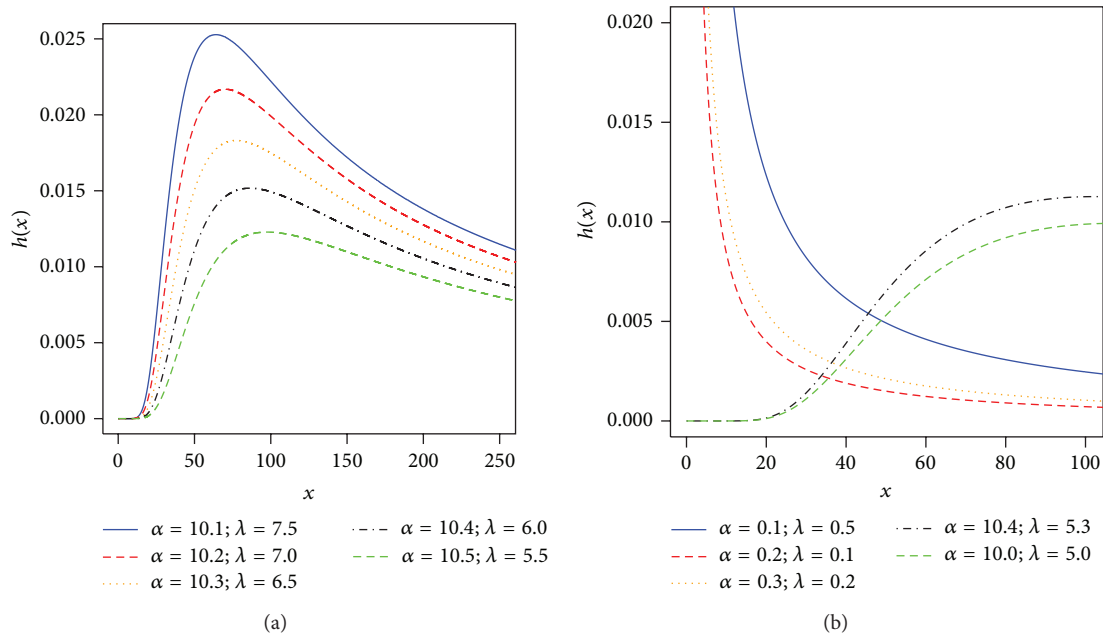 0.025
0.020
0.015
0.010
0.005
0.000
h(x)
0 50 100 150 200 250
x
α = 10.1; λ = 7.5
α = 10.2; λ = 7.0
α = 10.3; λ = 6.5
α = 10.4; λ = 6.0
α = 10.5; λ = 5.5
(a)
0.020
0.015
0.010
0.005
0.000
h(x)
0 20 40 60 80 100
x
α = 0.1; λ = 0.5
α = 0.2; λ = 0.1
α = 0.3; λ = 0.2
α = 10.4; λ = 5.3
α = 10.0; λ = 5.0
(b)